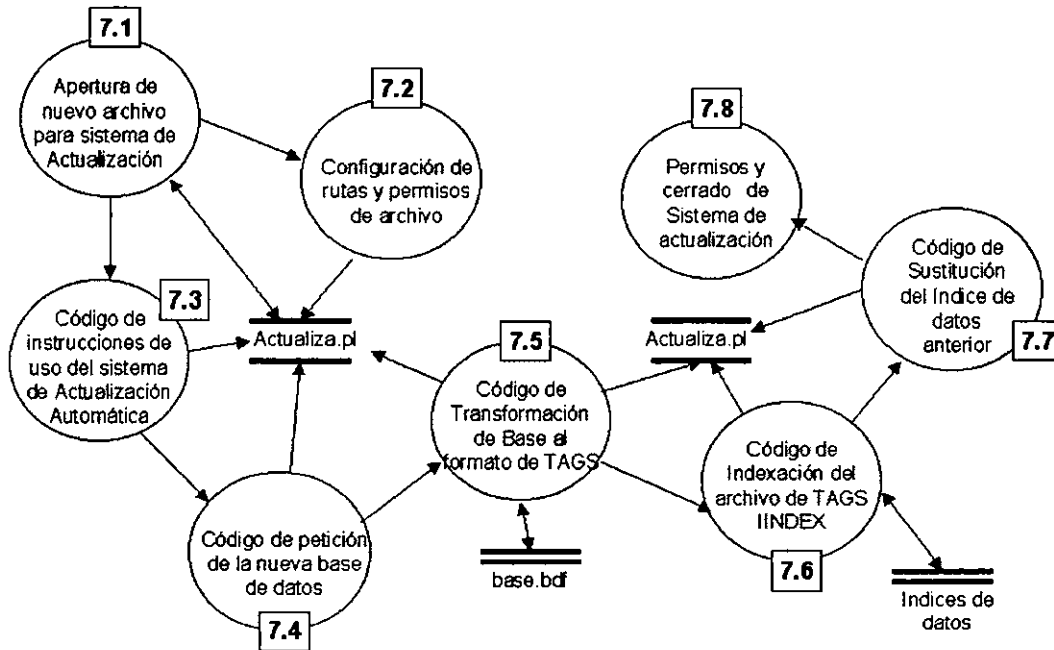 7.1
Apertura de
nuevo archivo
para sistema de
Actualización
7.2
Configuración de
rutas y permisos
de archivo
7.8
Permisos y
cerrado de
Sistema de
actualización
7.3
Código de
instrucciones de
uso del sistema
de Actualización
Automática
Actualiza.pl
7.5
Código de
Transformación
de Base al
formato de TAGS
Actualiza.pl
Código de
Sustitución
del Indice de
datos
anterior
7.7
Código de petición
de la nueva base
de datos
7.4
base.bdf
Código de
Indexación del
archivo de TAGS
IINDEX
7.6
Indices de
datos